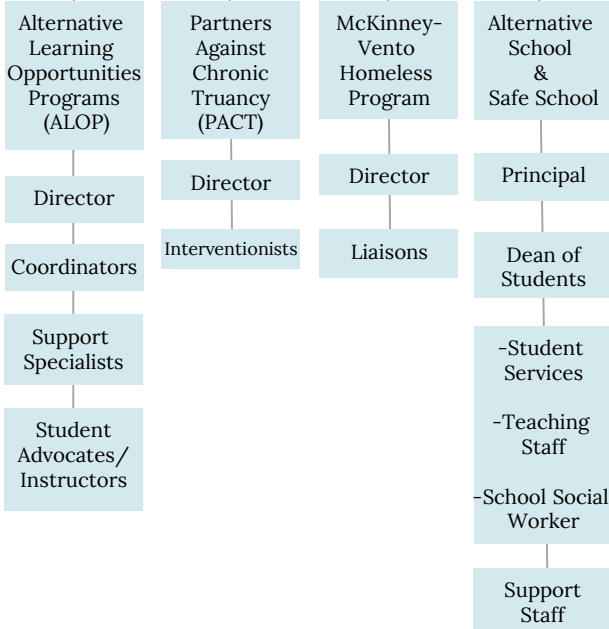 Alternative
Learning
Opportunities
Programs
(ALOP)
Director
Coordinators
Support
Specialists
Student
Advocates/
Instructors
Partners
Against
Chronic
Truancy
(PACT)
Director
Interventionists
McKinney-
Vento
Homeless
Program
Director
Liaisons
Alternative
School
&
Safe School
Principal
Dean of
Students
-Student
Services
-Teaching
Staff
-School Social
Worker
Support
Staff